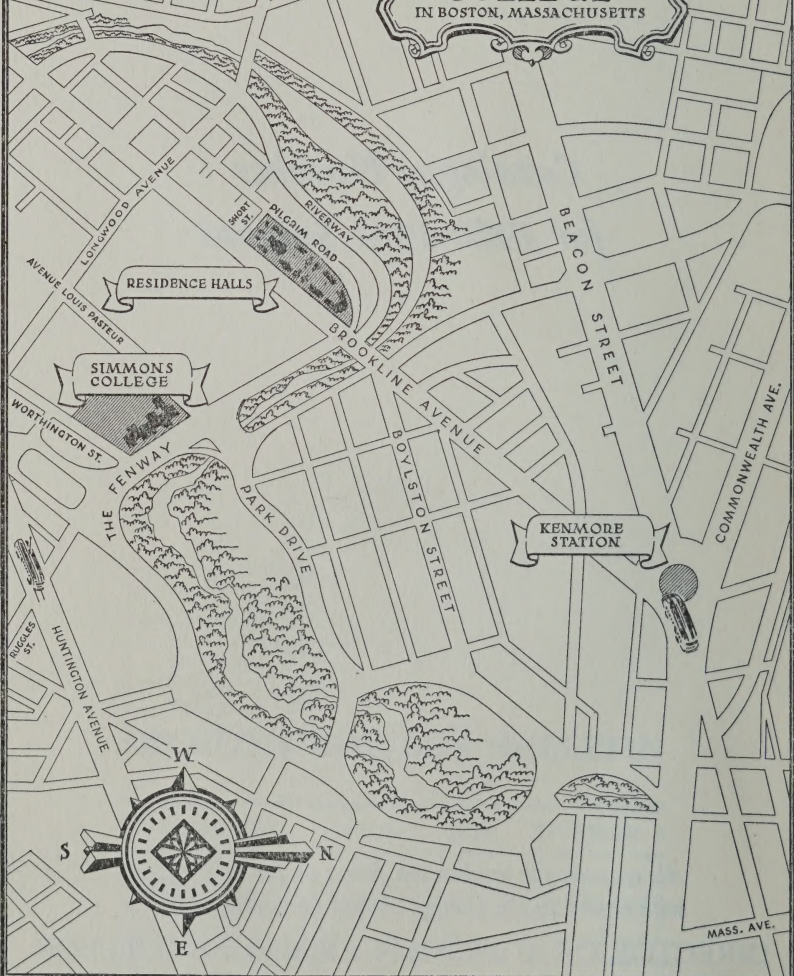 IN BOSTON, MASSACHUSETTS
LONGWOOD AVENUE
SHORT
ST.
PILGRIM ROAD
RIVERWAY
BEACON STREET
AVENUE LOUIS PASTEUR
RESIDENCE HALLS
BROOKLINE AVENUE
SIMMONS
COLLEGE
WORTHINGTON ST.
THE FENWAY
PARK DRIVE
BOYLSTON STREET
COMMONWEALTH AVE.
KENMORE
STATION
RUGGLES
ST.
HUNTINGTON AVENUE
W
S
N
E
MASS. AVE.